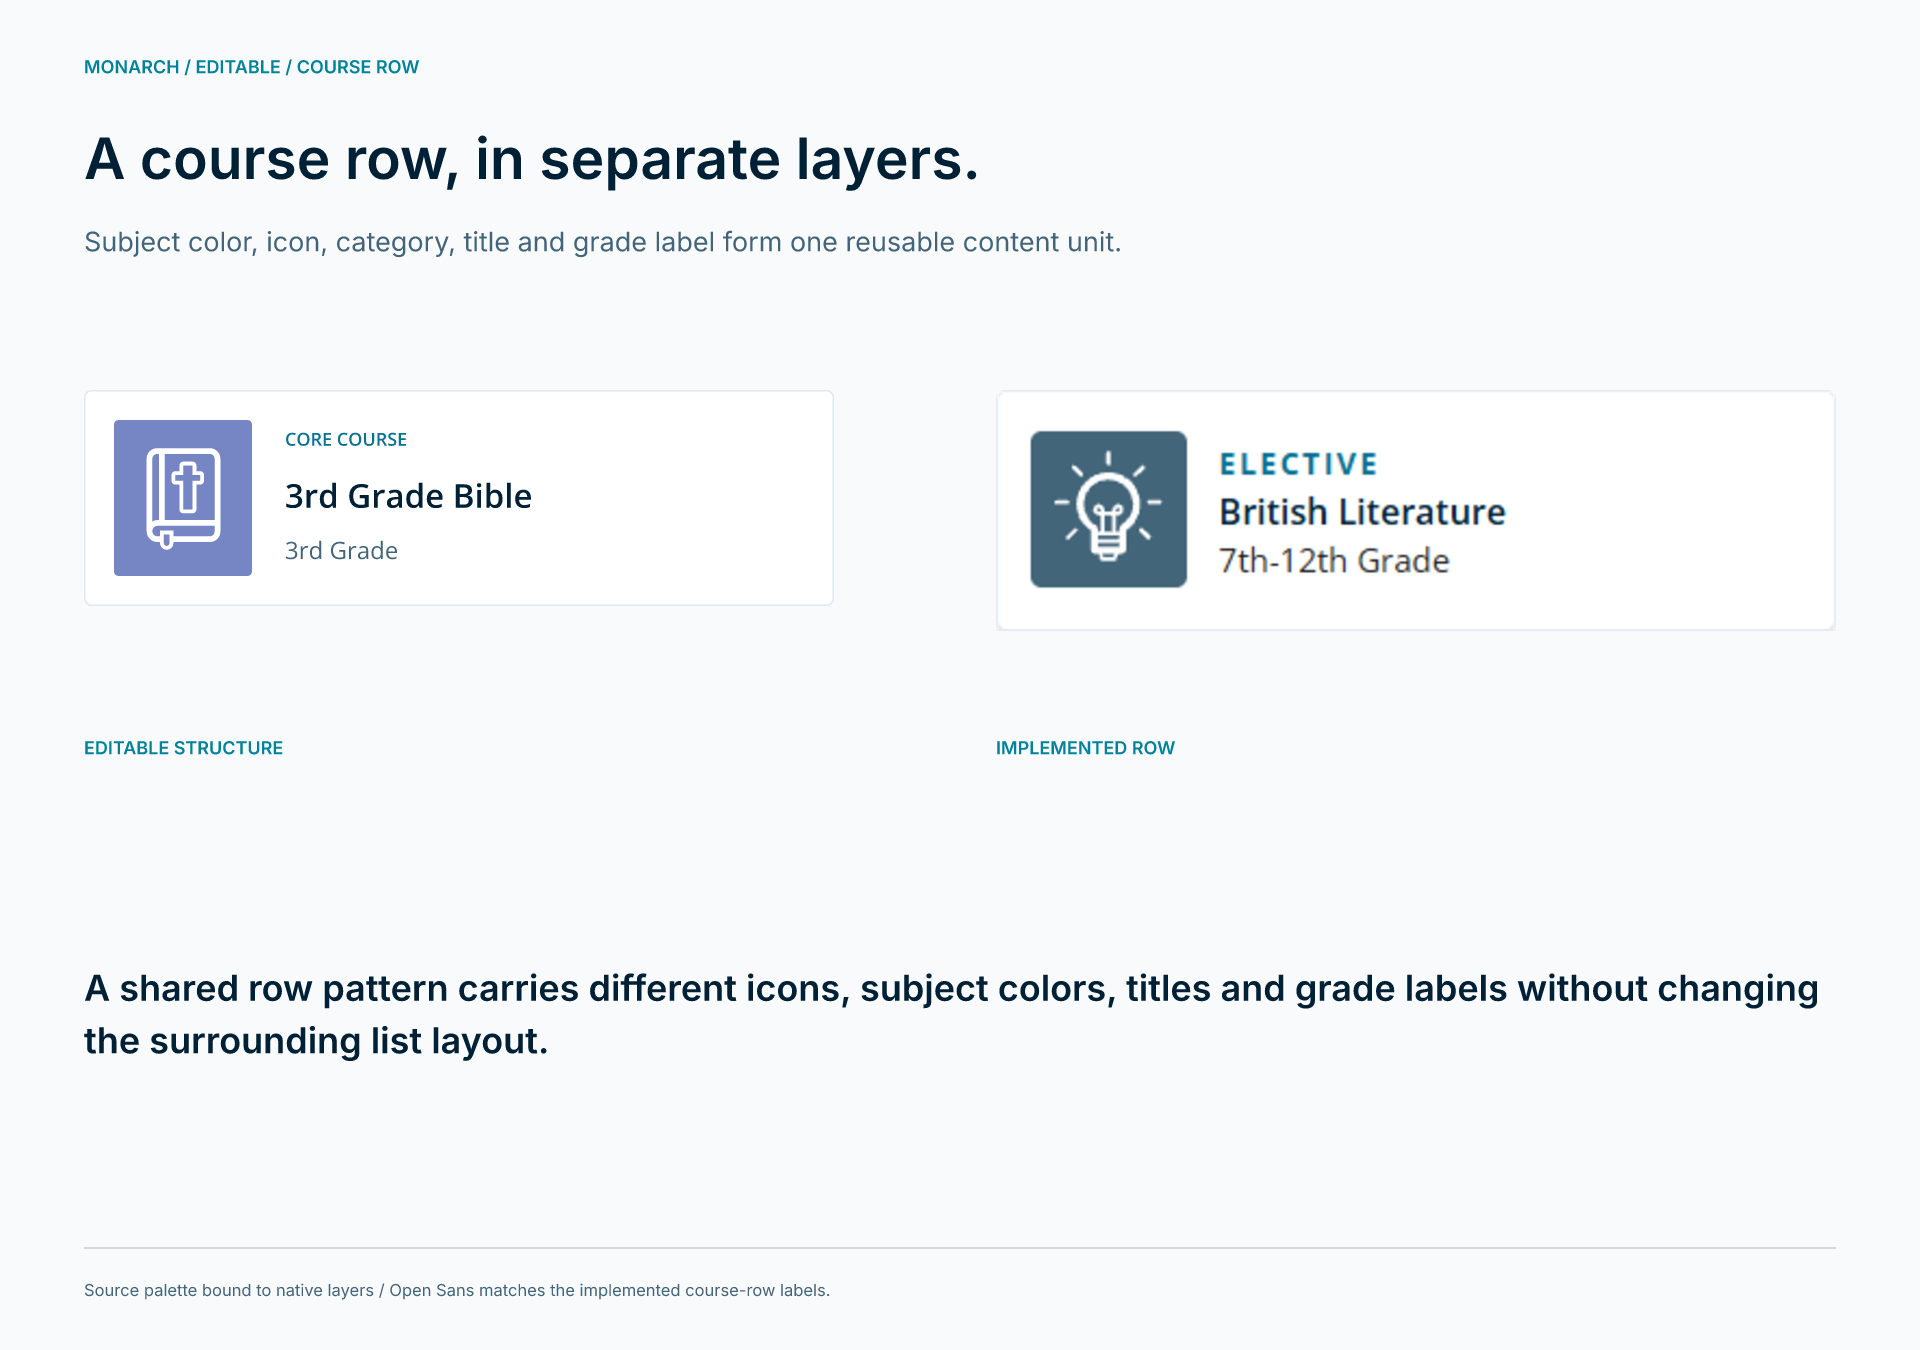 MONARCH / EDITABLE / COURSE ROW
A course row, in separate layers.
Subject color, icon, category, title and grade label form one reusable content unit.
CORE COURSE
3rd Grade Bible
3rd Grade
ELECTIVE
British Literature
7th-12th Grade
EDITABLE STRUCTURE
IMPLEMENTED ROW
A shared row pattern carries different icons, subject colors, titles and grade labels without changing
the surrounding list layout.
Source palette bound to native layers / Open Sans matches the implemented course-row labels.